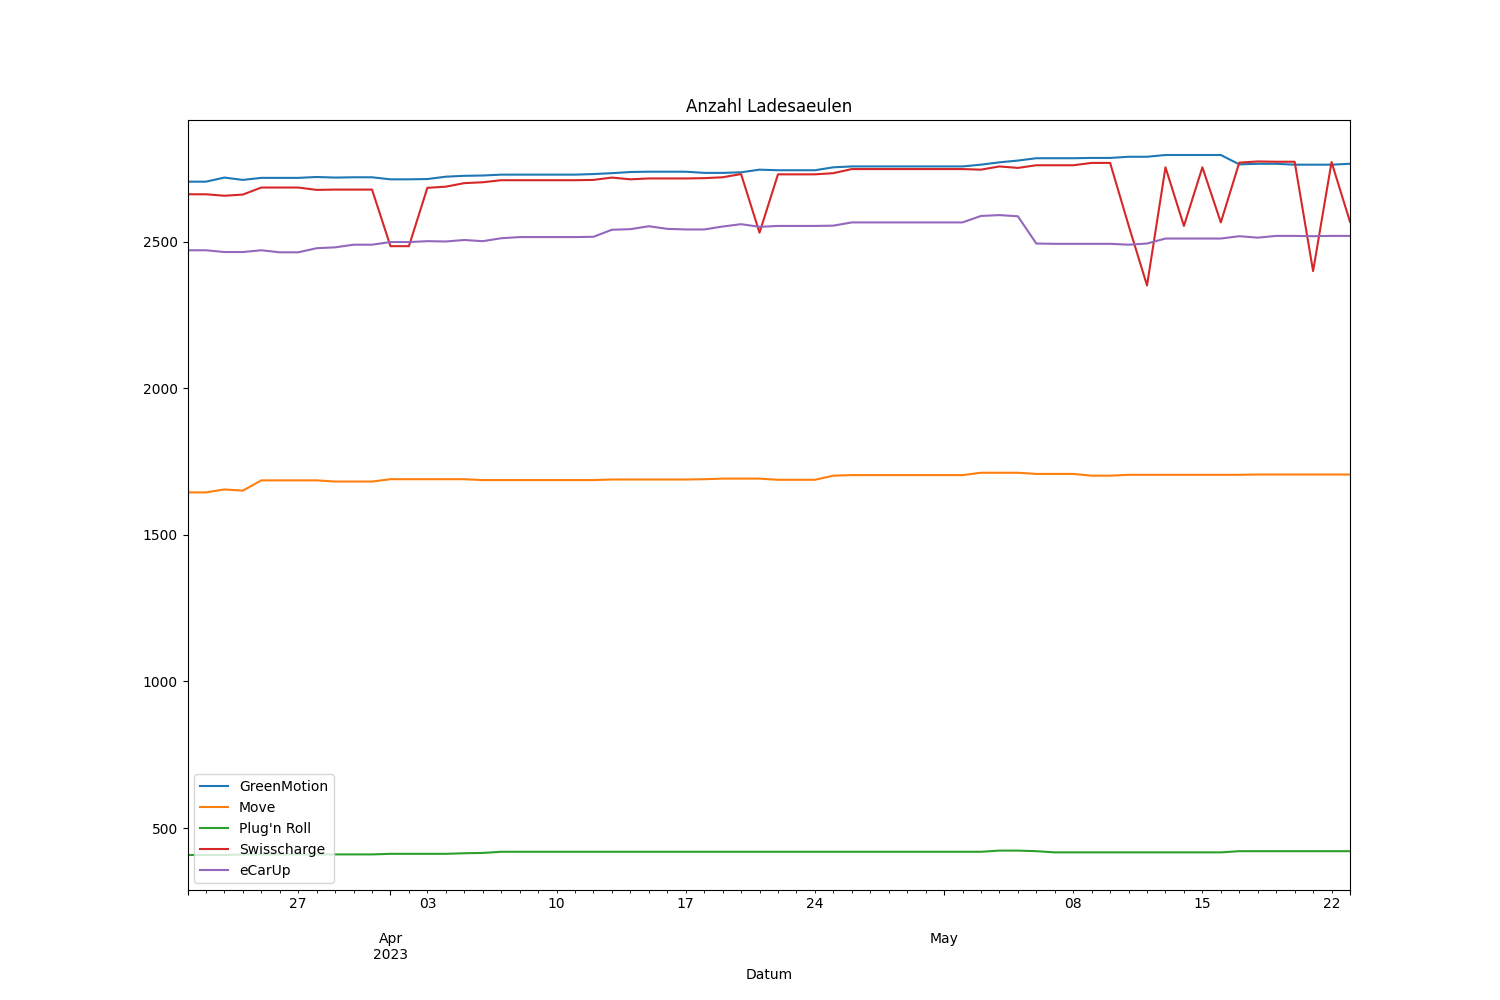 Anzahl Ladesaeulen
2500
2000
1500
1000
500
GreenMotion
Move
Plug'n Roll
Swisscharge
eCarUp
27 03 10 17 24 08 15 22
Apr May
2023
Datum